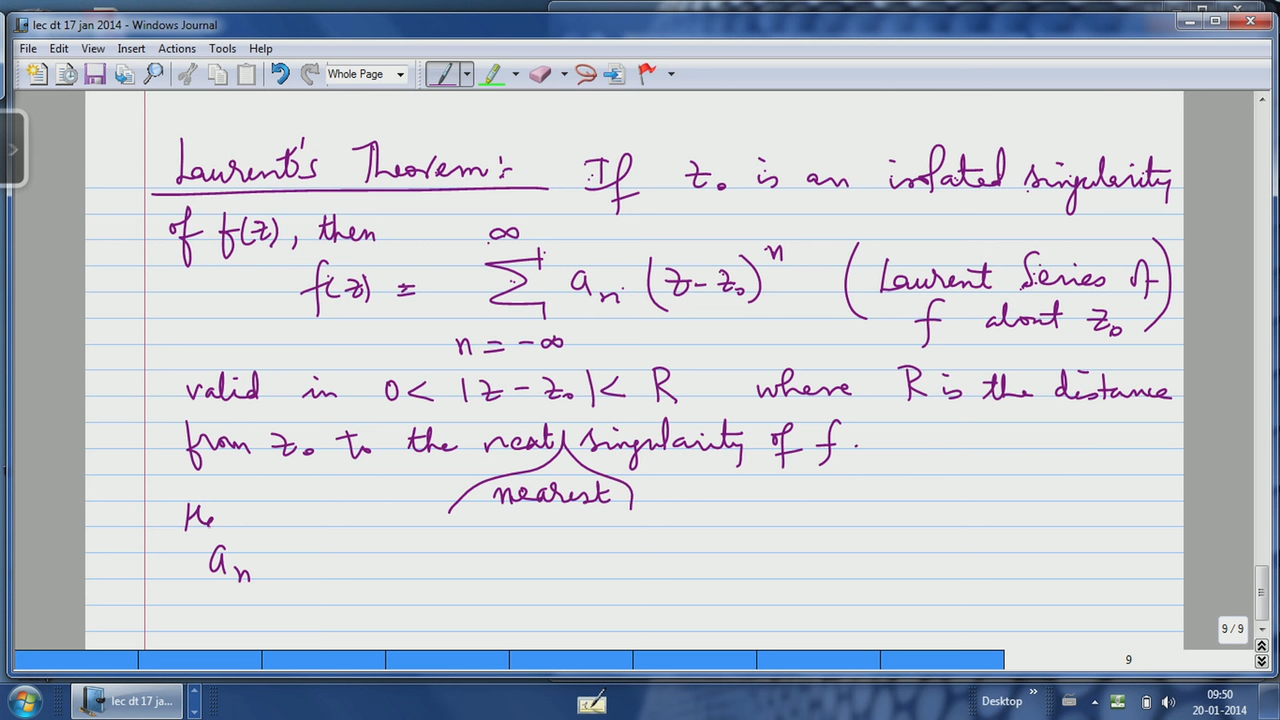 lec dt 17 jan 2014 - Windows Journal
File Edit View Insert Actions Tools Help
Whole Page
Laurent's Theorem: If z₀ is an isolated singularity
of f(z), then
f(z) = ∑_{n=-∞}^{∞} aₙ (z-z₀)ⁿ (Laurent Series of
f about z₀)
valid in 0 < |z - z₀| < R where R is the distance
from z₀ to the next singularity of f.
nearest
aₙ
9 / 9
9
lec dt 17 ja...
Desktop
09:50
20-01-2014